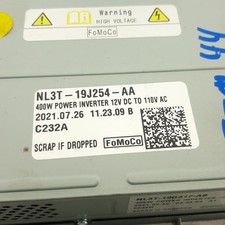 Warning
HIGH VOLTAGE
FoMoCo
NL3T-19J254-AA
400W POWER INVERTER 12V DC TO 110V AC
2021.07.26 11.23.09 B
C232A
SCRAP IF DROPPED FoMoCo